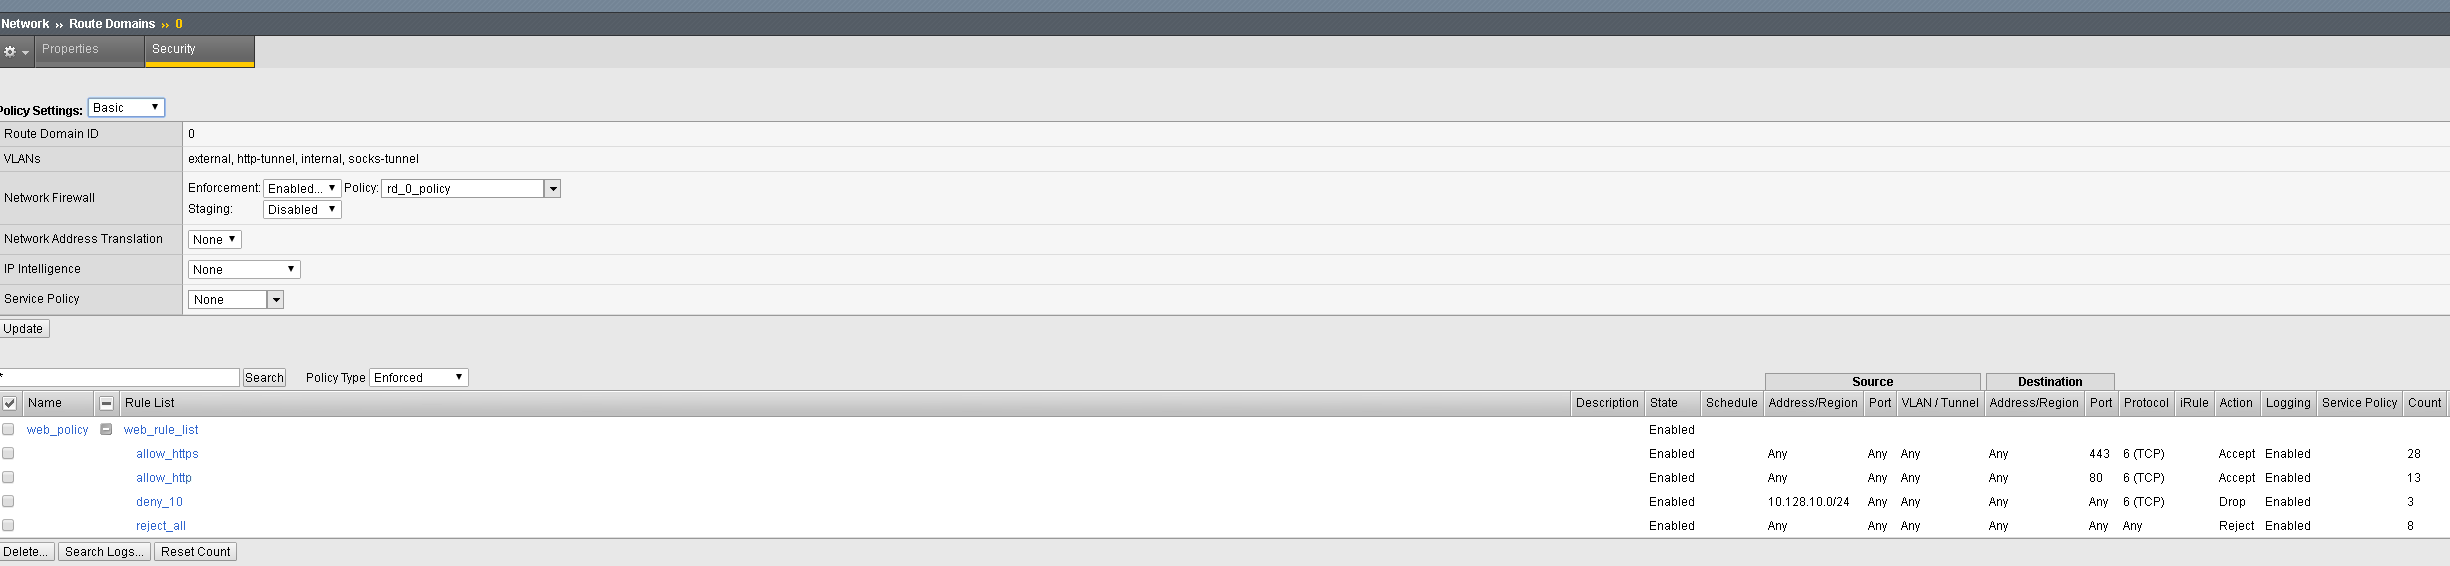 Network ›› Route Domains ›› 0
Properties Security
Policy Settings: Basic
Route Domain ID 0
VLANs external, http-tunnel, internal, socks-tunnel
Network Firewall Enforcement: Enabled... Policy: rd_0_policy
Staging: Disabled
Network Address Translation None
IP Intelligence None
Service Policy None
Update
* Search Policy Type Enforced
Source Destination
Name Rule List Description State Schedule Address/Region Port VLAN / Tunnel Address/Region Port Protocol iRule Action Logging Service Policy Count
web_policy web_rule_list Enabled
allow_https Enabled Any Any Any Any 443 6 (TCP) Accept Enabled 28
allow_http Enabled Any Any Any Any 80 6 (TCP) Accept Enabled 13
deny_10 Enabled 10.128.10.0/24 Any Any Any Any 6 (TCP) Drop Enabled 3
reject_all Enabled Any Any Any Any Any Any Reject Enabled 8
Delete... Search Logs... Reset Count